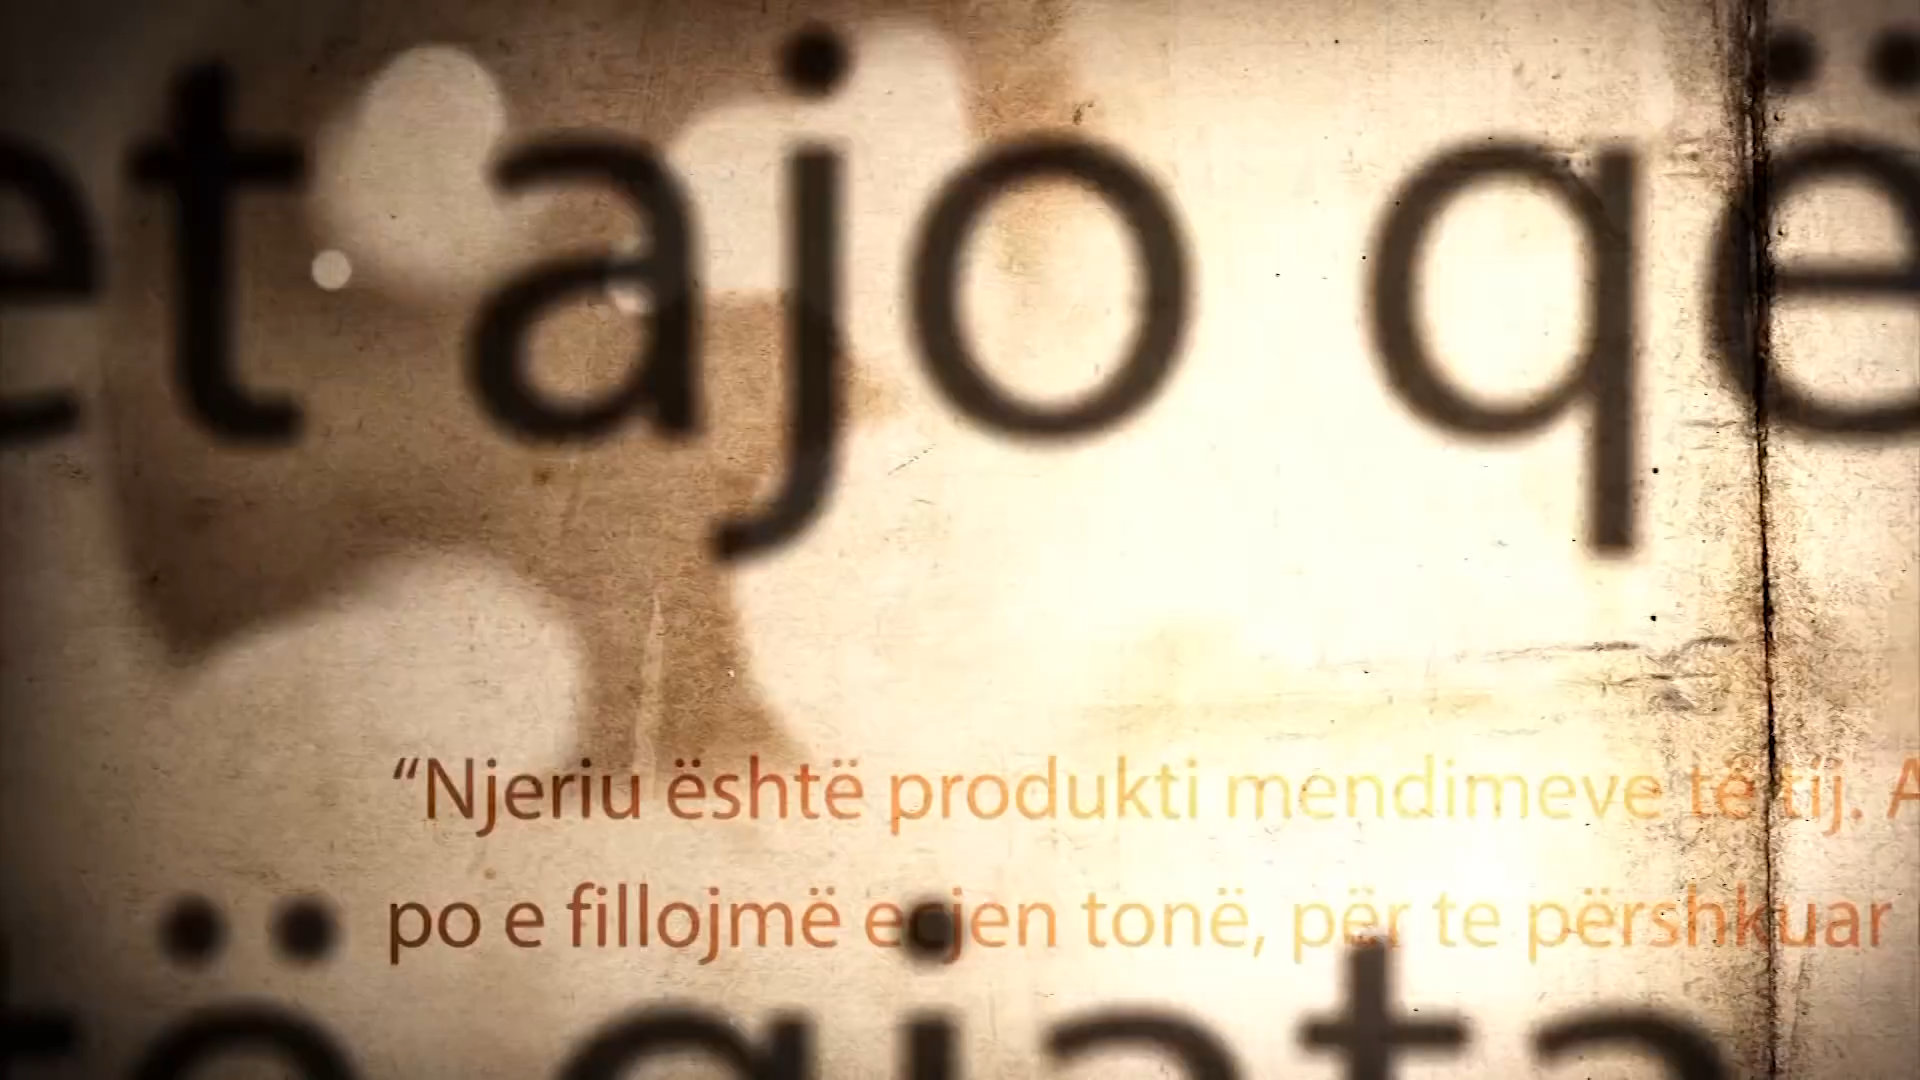 et ajo që
“Njeriu është produkti mendimeve të tij. A
po e fillojmë ecjen tonë, për te përshkuar